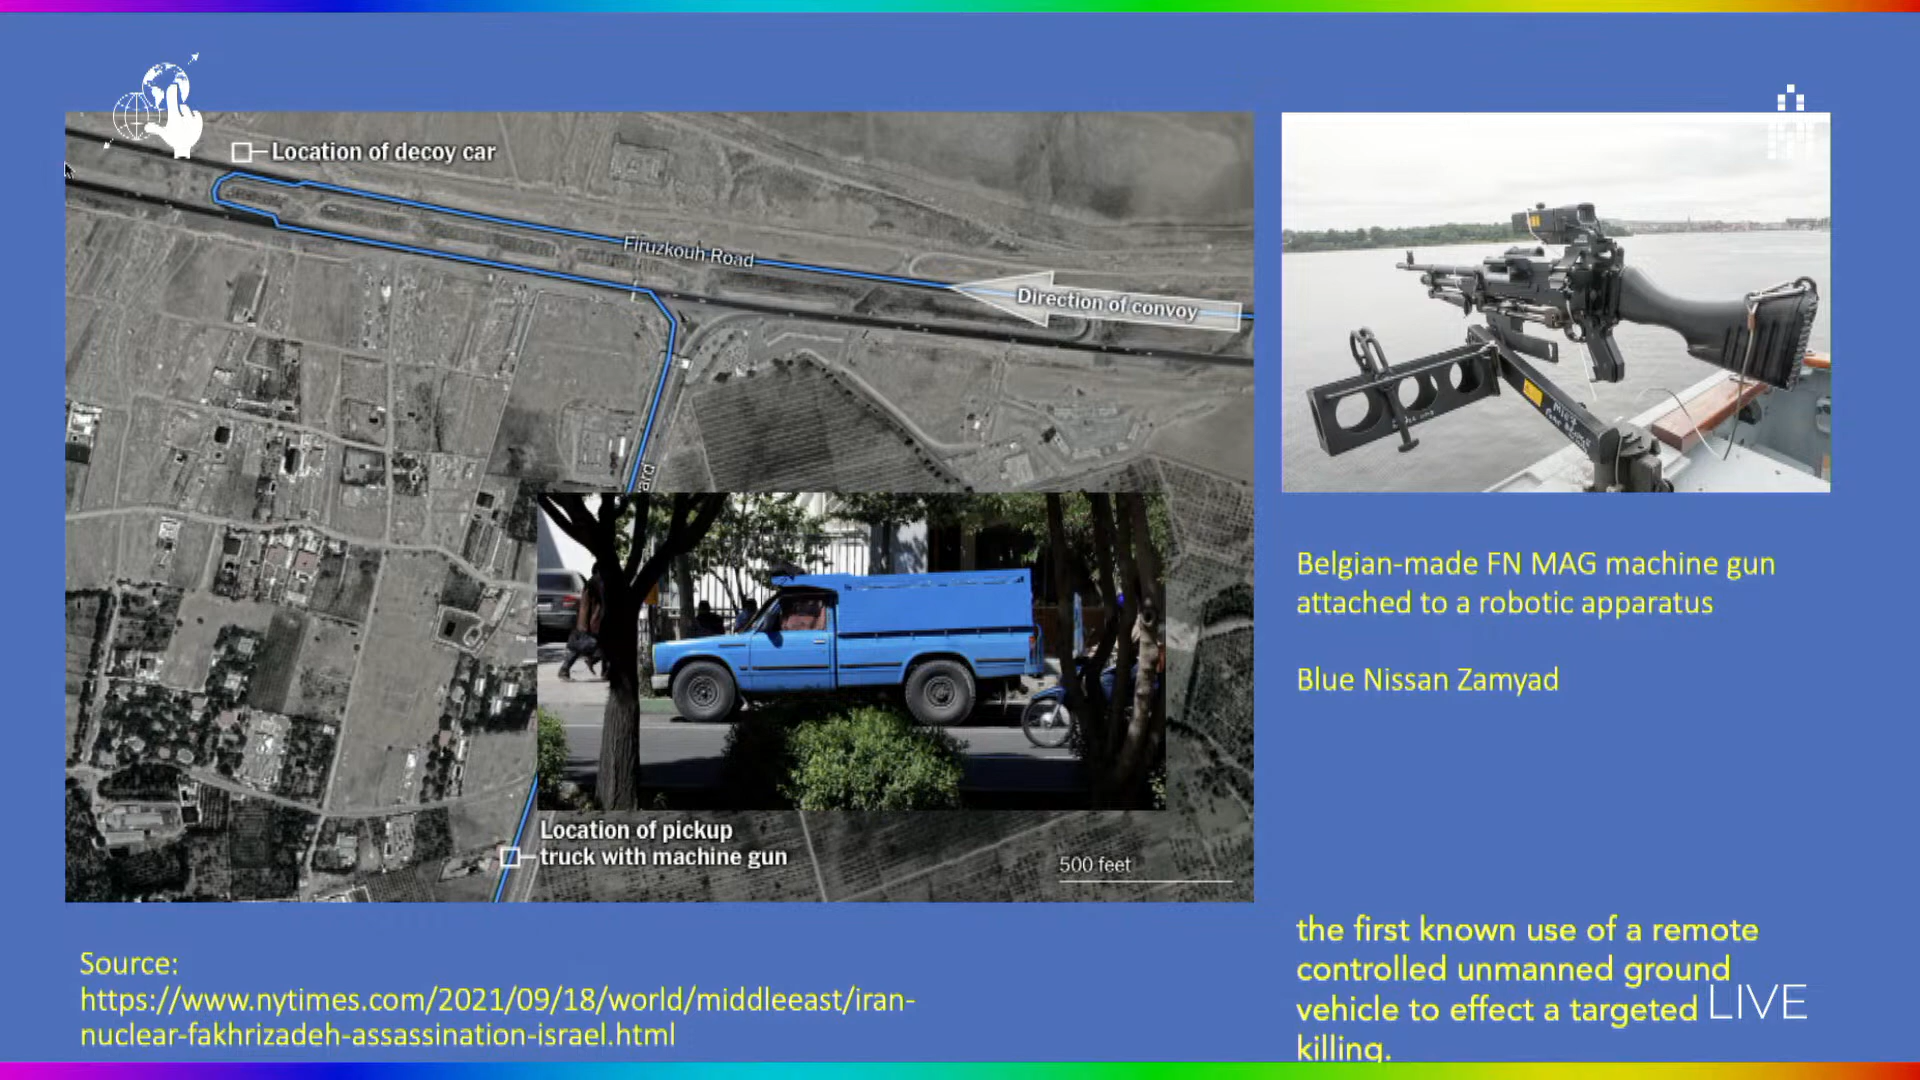 Location of decoy car
Firuzkouh Road
Direction of convoy
Location of pickup
truck with machine gun
500 feet
Belgian-made FN MAG machine gun
attached to a robotic apparatus
Blue Nissan Zamyad
the first known use of a remote
controlled unmanned ground
vehicle to effect a targeted
killing.
LIVE
Source:
https://www.nytimes.com/2021/09/18/world/middleeast/iran-
nuclear-fakhrizadeh-assassination-israel.html